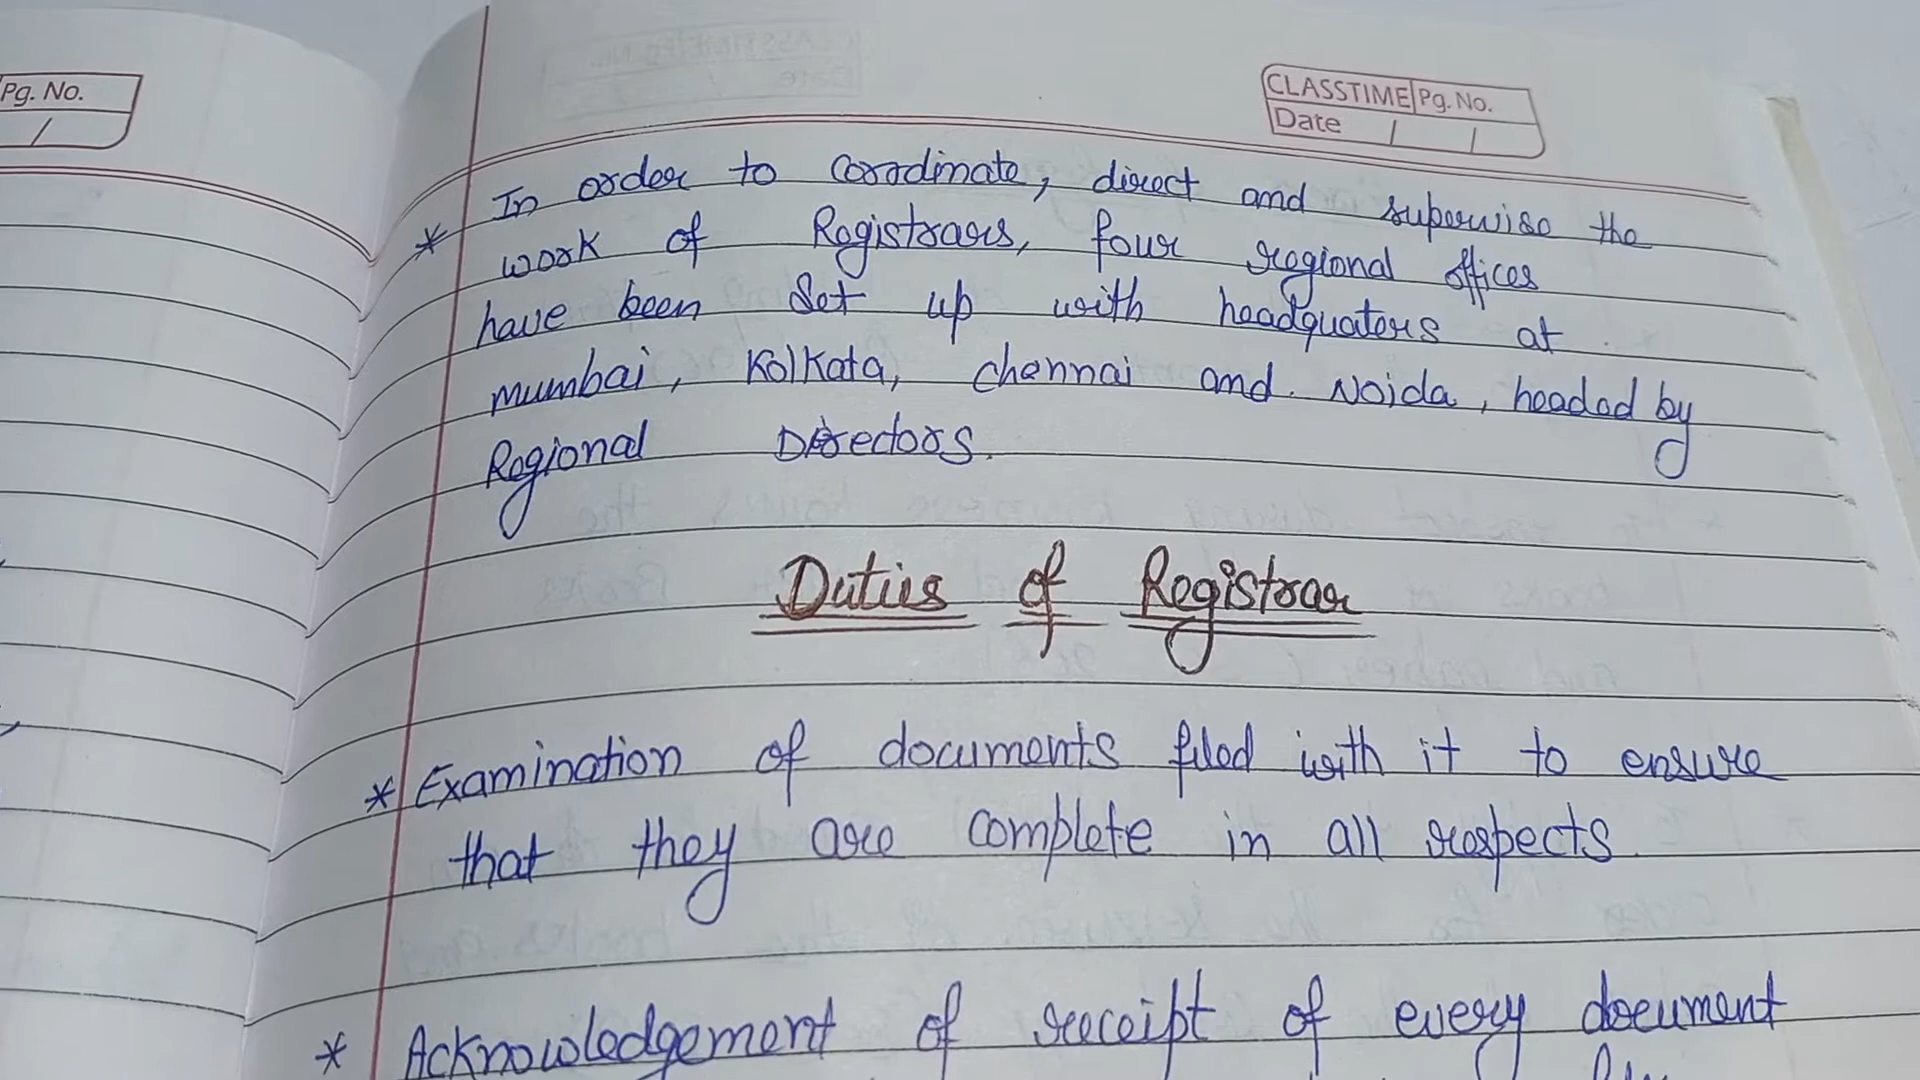 Pg. No.
/
CLASSTIME Pg. No.
Date / /
* In order to Coordinate, direct and supervise the
work of Registrars, four regional offices
have been Set up with headquaters at
mumbai, Kolkata, chennai and Noida, headed by
Regional Directors.
Duties of Registrar
* Examination of documents filed with it to ensure
that they are complete in all respects.
* Acknowledgement of receipt of every document